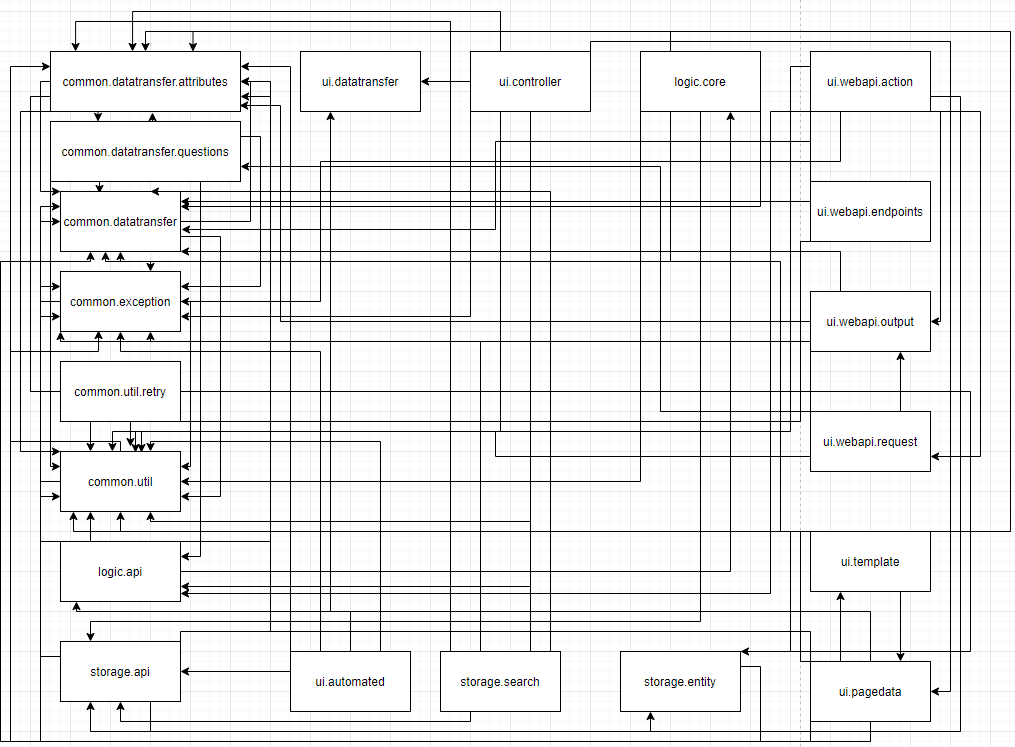 common.datatransfer.attributes
ui.datatransfer
ui.controller
logic.core
ui.webapi.action
common.datatransfer.questions
common.datatransfer
ui.webapi.endpoints
common.exception
ui.webapi.output
common.util.retry
ui.webapi.request
common.util
logic.api
ui.template
storage.api
ui.automated
storage.search
storage.entity
ui.pagedata